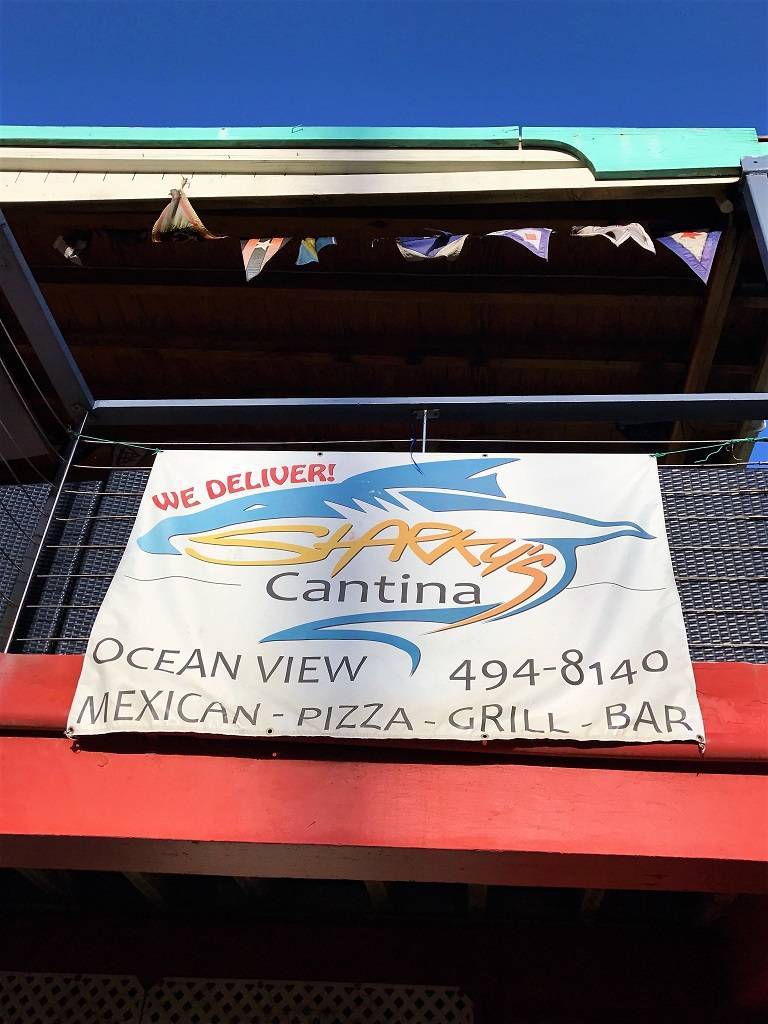 WE DELIVER!
SHARKY'S
Cantina
OCEAN VIEW 494-8140
MEXICAN - PIZZA - GRILL - BAR